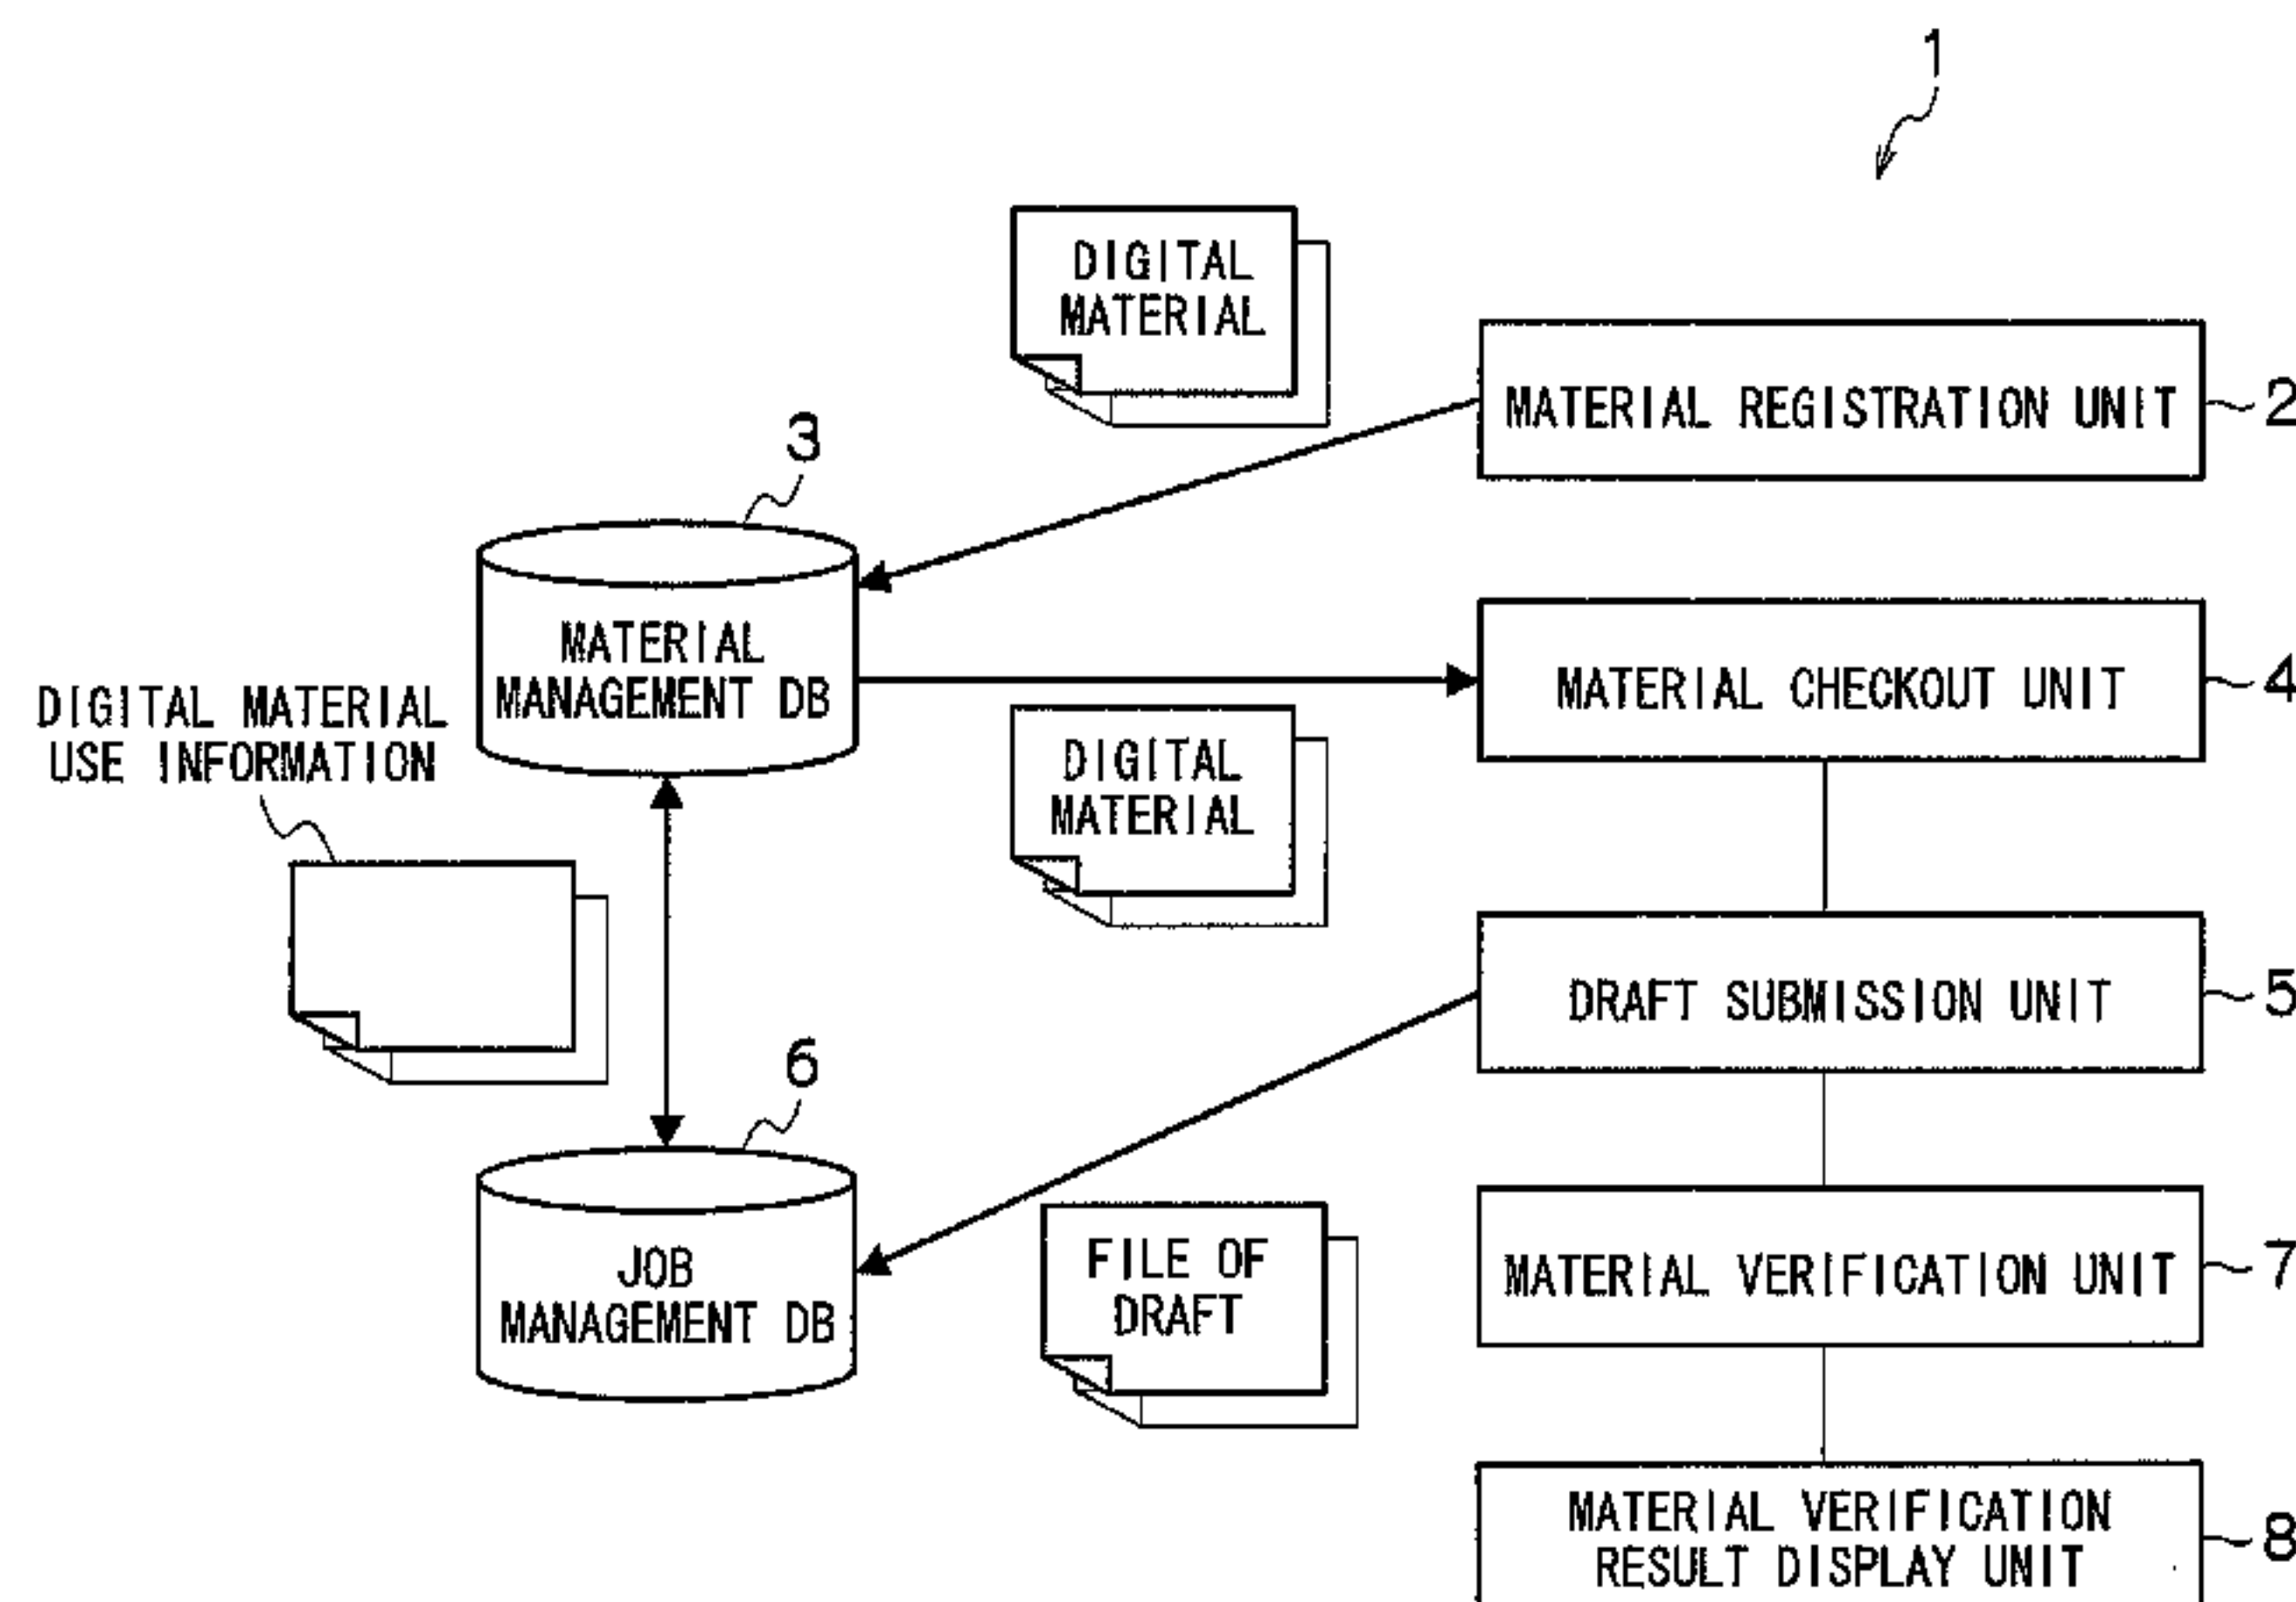 1
DIGITAL
MATERIAL
MATERIAL REGISTRATION UNIT
2
3
MATERIAL
MANAGEMENT DB
MATERIAL CHECKOUT UNIT
4
DIGITAL MATERIAL
USE INFORMATION
DIGITAL
MATERIAL
DRAFT SUBMISSION UNIT
5
6
JOB
MANAGEMENT DB
FILE OF
DRAFT
MATERIAL VERIFICATION UNIT
7
MATERIAL VERIFICATION
RESULT DISPLAY UNIT
8